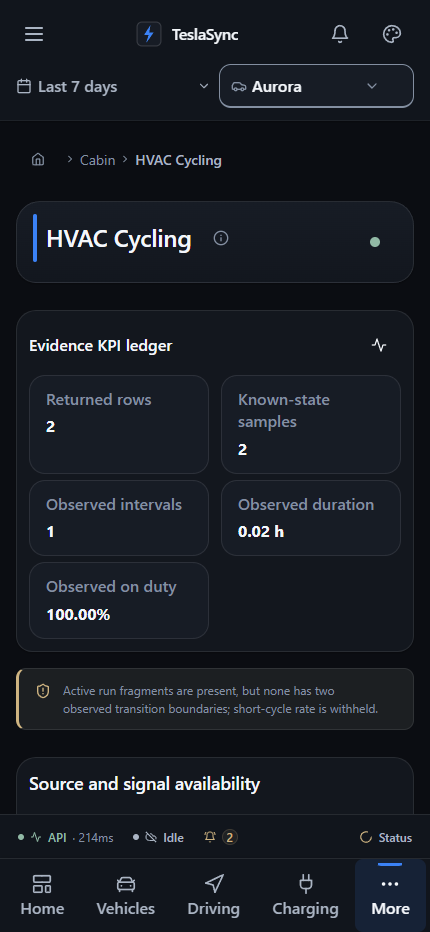 TeslaSync
Last 7 days
Aurora
Cabin
HVAC Cycling
HVAC Cycling
Evidence KPI ledger
Returned rows
2
Known-state
samples
2
Observed intervals
1
Observed duration
0.02 h
Observed on duty
100.00%
Active run fragments are present, but none has two
observed transition boundaries; short-cycle rate is withheld.
Source and signal availability
API · 214ms
Idle
2
Status
Home
Vehicles
Driving
Charging
More